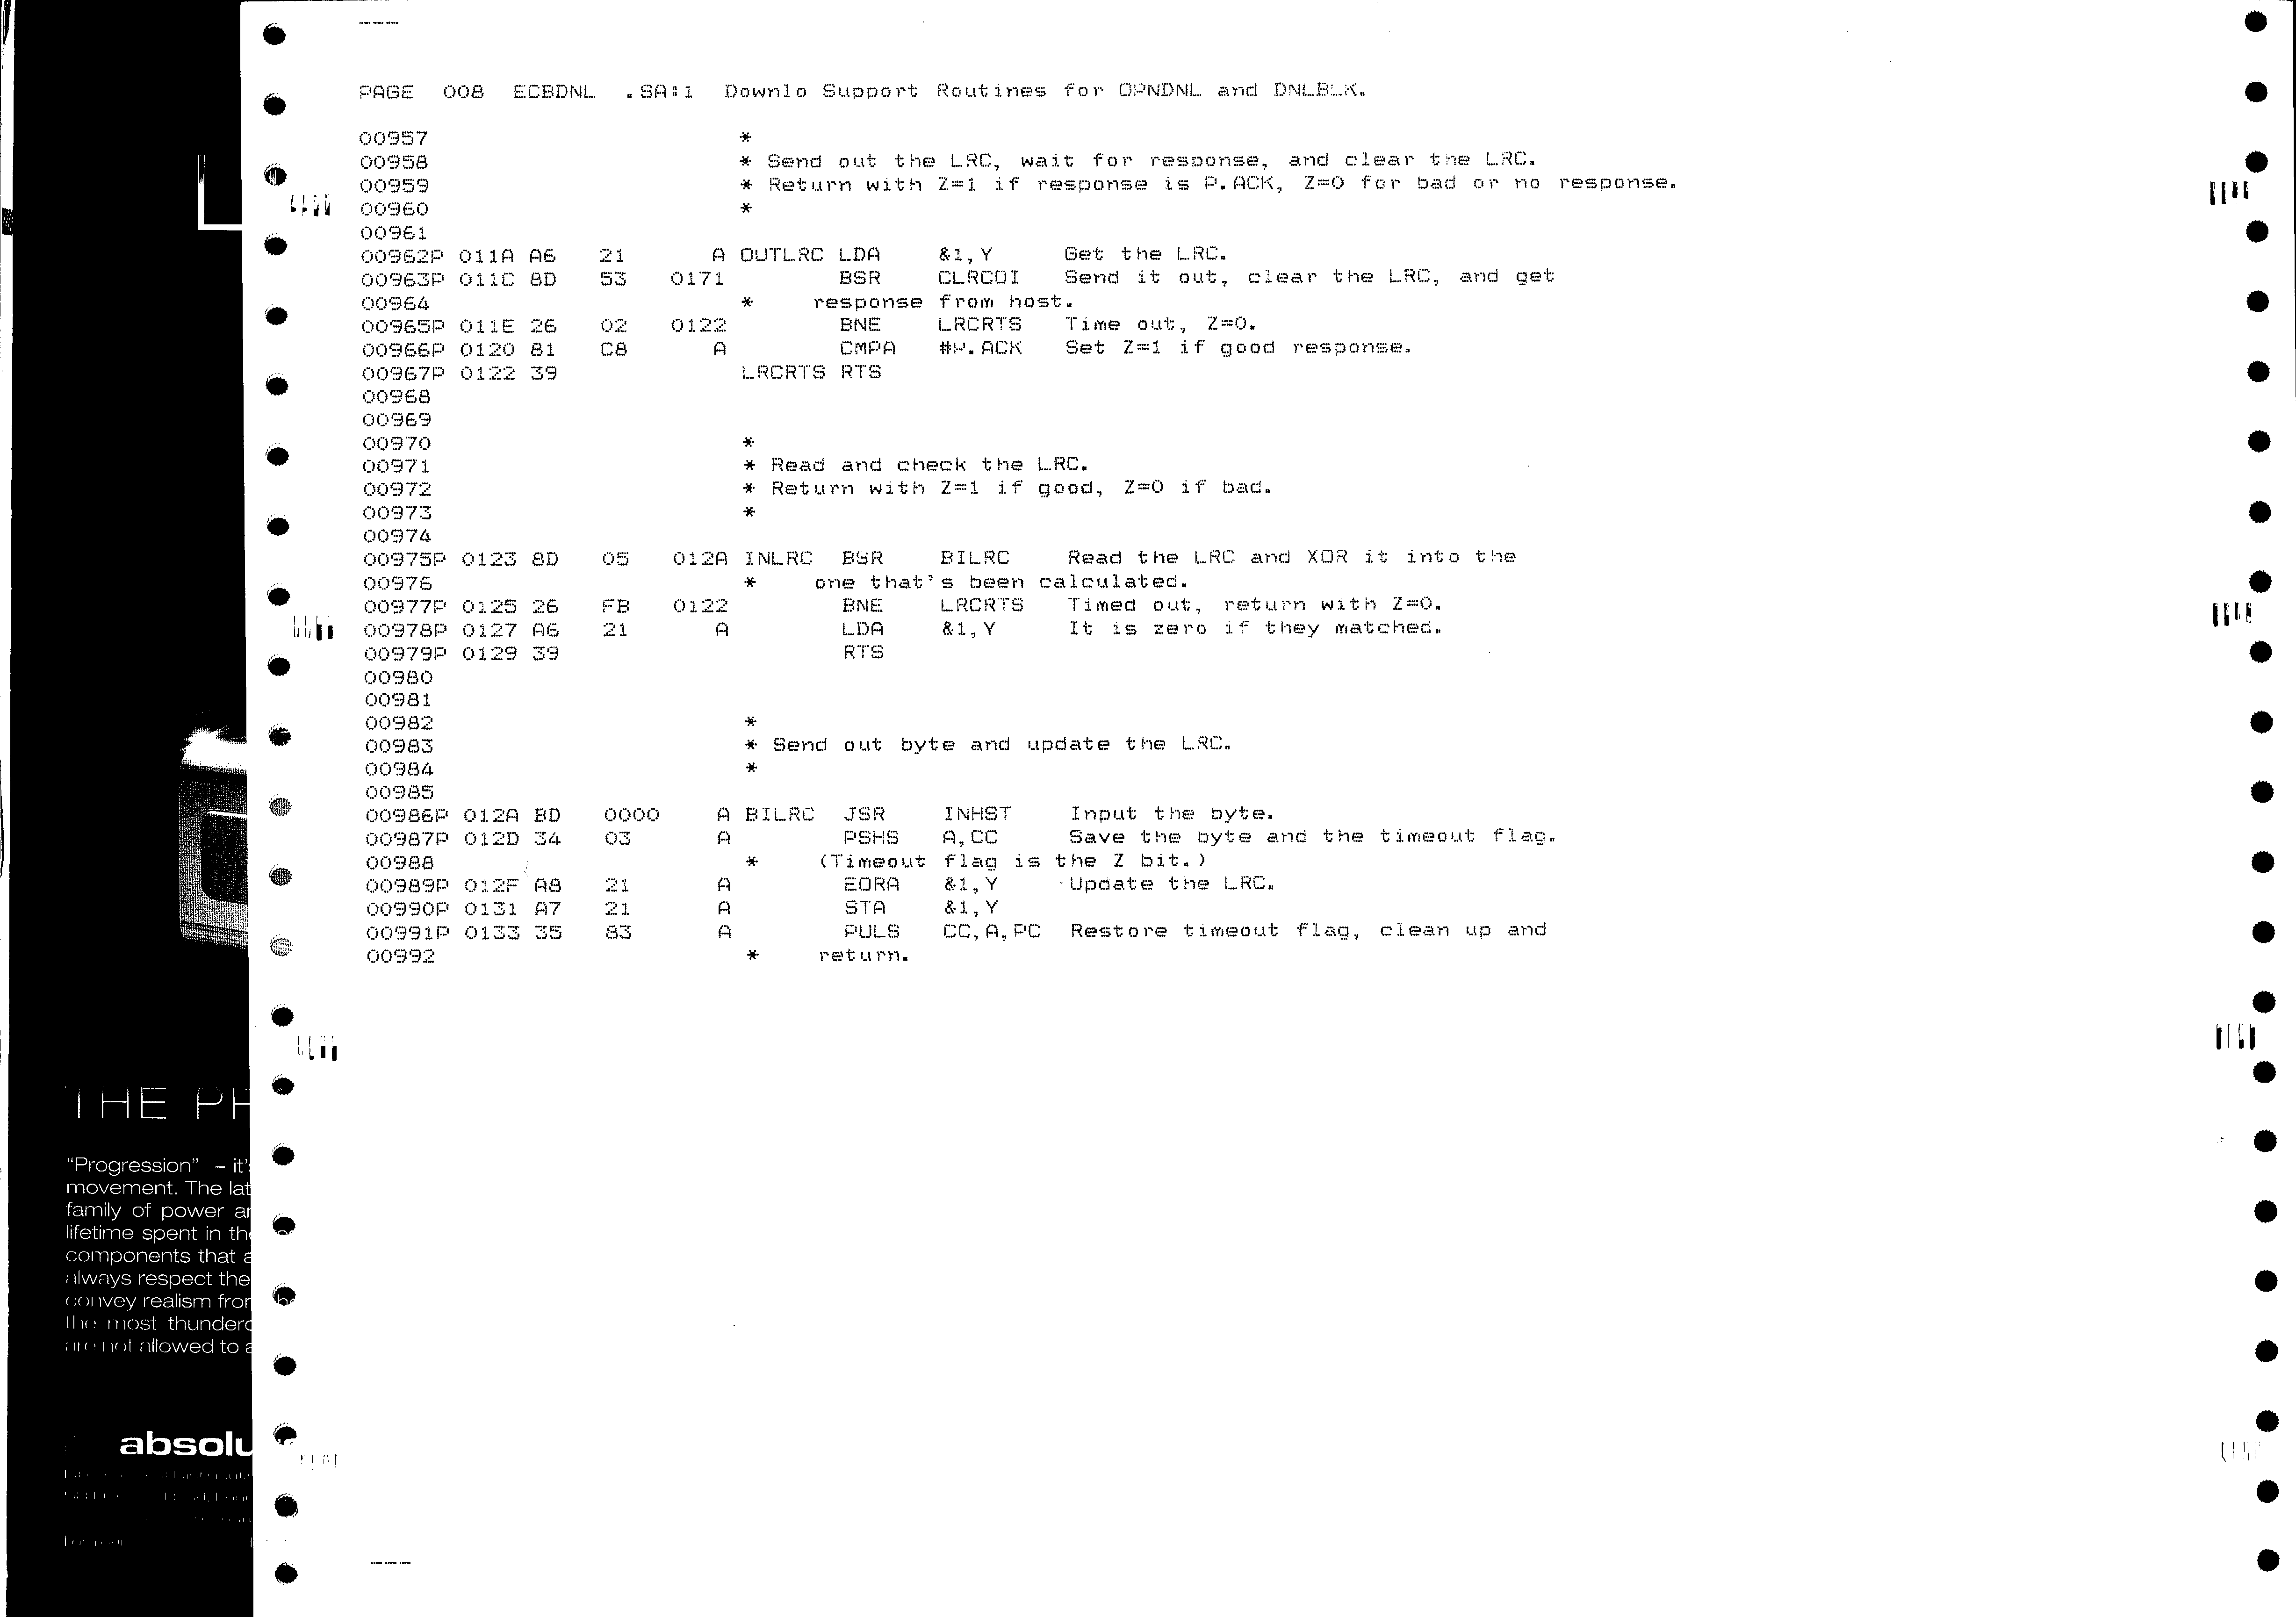 PAGE 008 ECBDNL .SA:1 Downlo Support Routines for OPNDNL and DNLBLK.
00957 *
00958 * Send out the LRC, wait for response, and clear the LRC.
00959 * Return with Z=1 if response is P.ACK, Z=0 for bad or no response.
00960 *
00961
00962P 011A A6 21 A OUTLRC LDA &1,Y Get the LRC.
00963P 011C 8D 53 0171 BSR CLRCOI Send it out, clear the LRC, and get
00964 * response from host.
00965P 011E 26 02 0122 BNE LRCRTS Time out, Z=0.
00966P 0120 81 C8 A CMPA #P.ACK Set Z=1 if good response.
00967P 0122 39 LRCRTS RTS
00968
00969
00970 *
00971 * Read and check the LRC.
00972 * Return with Z=1 if good, Z=0 if bad.
00973 *
00974
00975P 0123 8D 05 012A INLRC BSR BILRC Read the LRC and XOR it into the
00976 * one that's been calculated.
00977P 0125 26 FB 0122 BNE LRCRTS Timed out, return with Z=0.
00978P 0127 A6 21 A LDA &1,Y It is zero if they matched.
00979P 0129 39 RTS
00980
00981
00982 *
00983 * Send out byte and update the LRC.
00984 *
00985
00986P 012A BD 0000 A BILRC JSR INHST Input the byte.
00987P 012D 34 03 A PSHS A,CC Save the byte and the timeout flag.
00988 * (Timeout flag is the Z bit.)
00989P 012F A8 21 A EORA &1,Y Update the LRC.
00990P 0131 A7 21 A STA &1,Y
00991P 0133 35 83 A PULS CC,A,PC Restore timeout flag, clean up and
00992 * return.
THE PR
"Progression" – it'
movement. The lat
family of power ar
lifetime spent in th
components that a
always respect the
convey realism from
the most thunderc
are not allowed to a
absolu